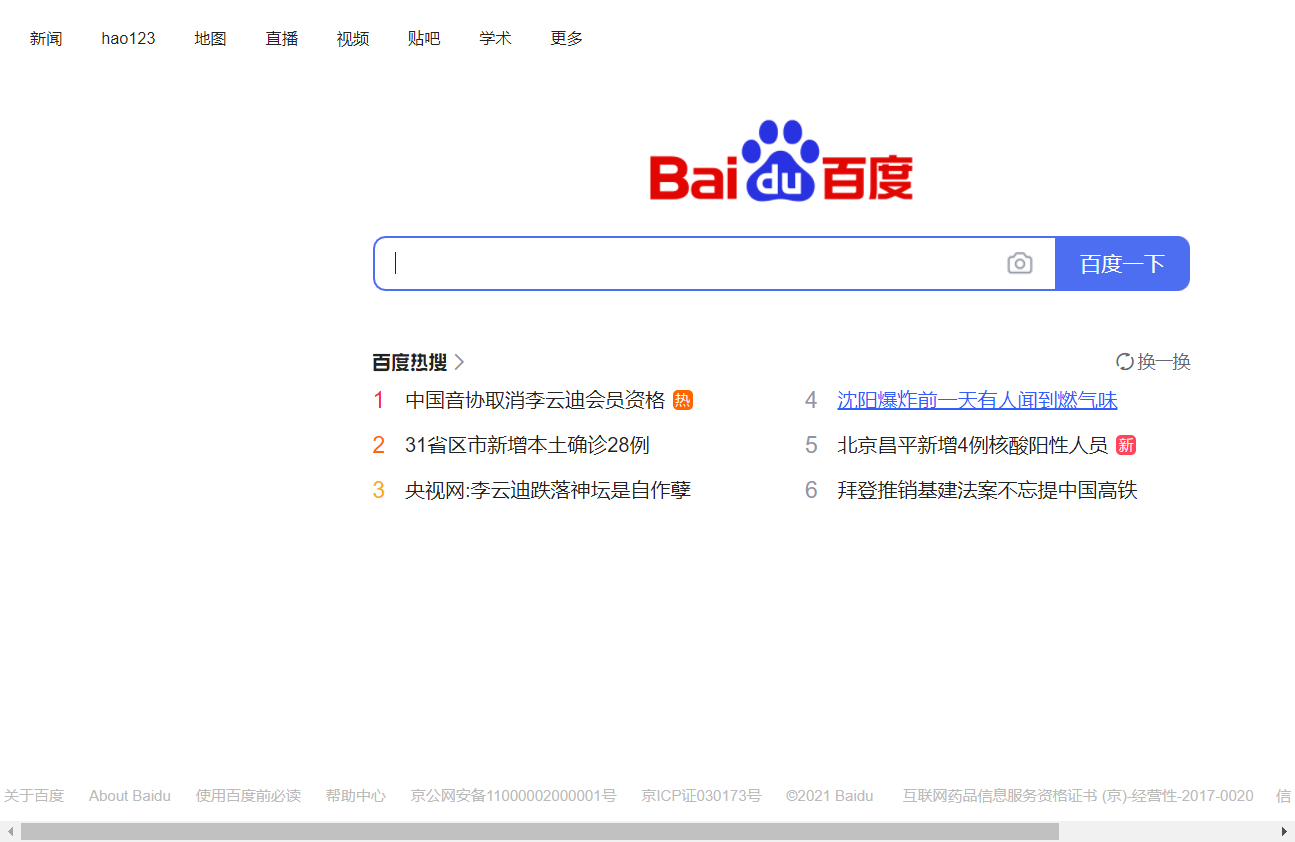 新闻 hao123 地图 直播 视频 贴吧 学术 更多
Bai du 百度
百度一下
百度热搜 换一换
1 中国音协取消李云迪会员资格 热
2 31省区市新增本土确诊28例
3 央视网:李云迪跌落神坛是自作孽
4 沈阳爆炸前一天有人闻到燃气味
5 北京昌平新增4例核酸阳性人员 新
6 拜登推销基建法案不忘提中国高铁
关于百度 About Baidu 使用百度前必读 帮助中心 京公网安备11000002000001号 京ICP证030173号 ©2021 Baidu 互联网药品信息服务资格证书 (京)-经营性-2017-0020 信